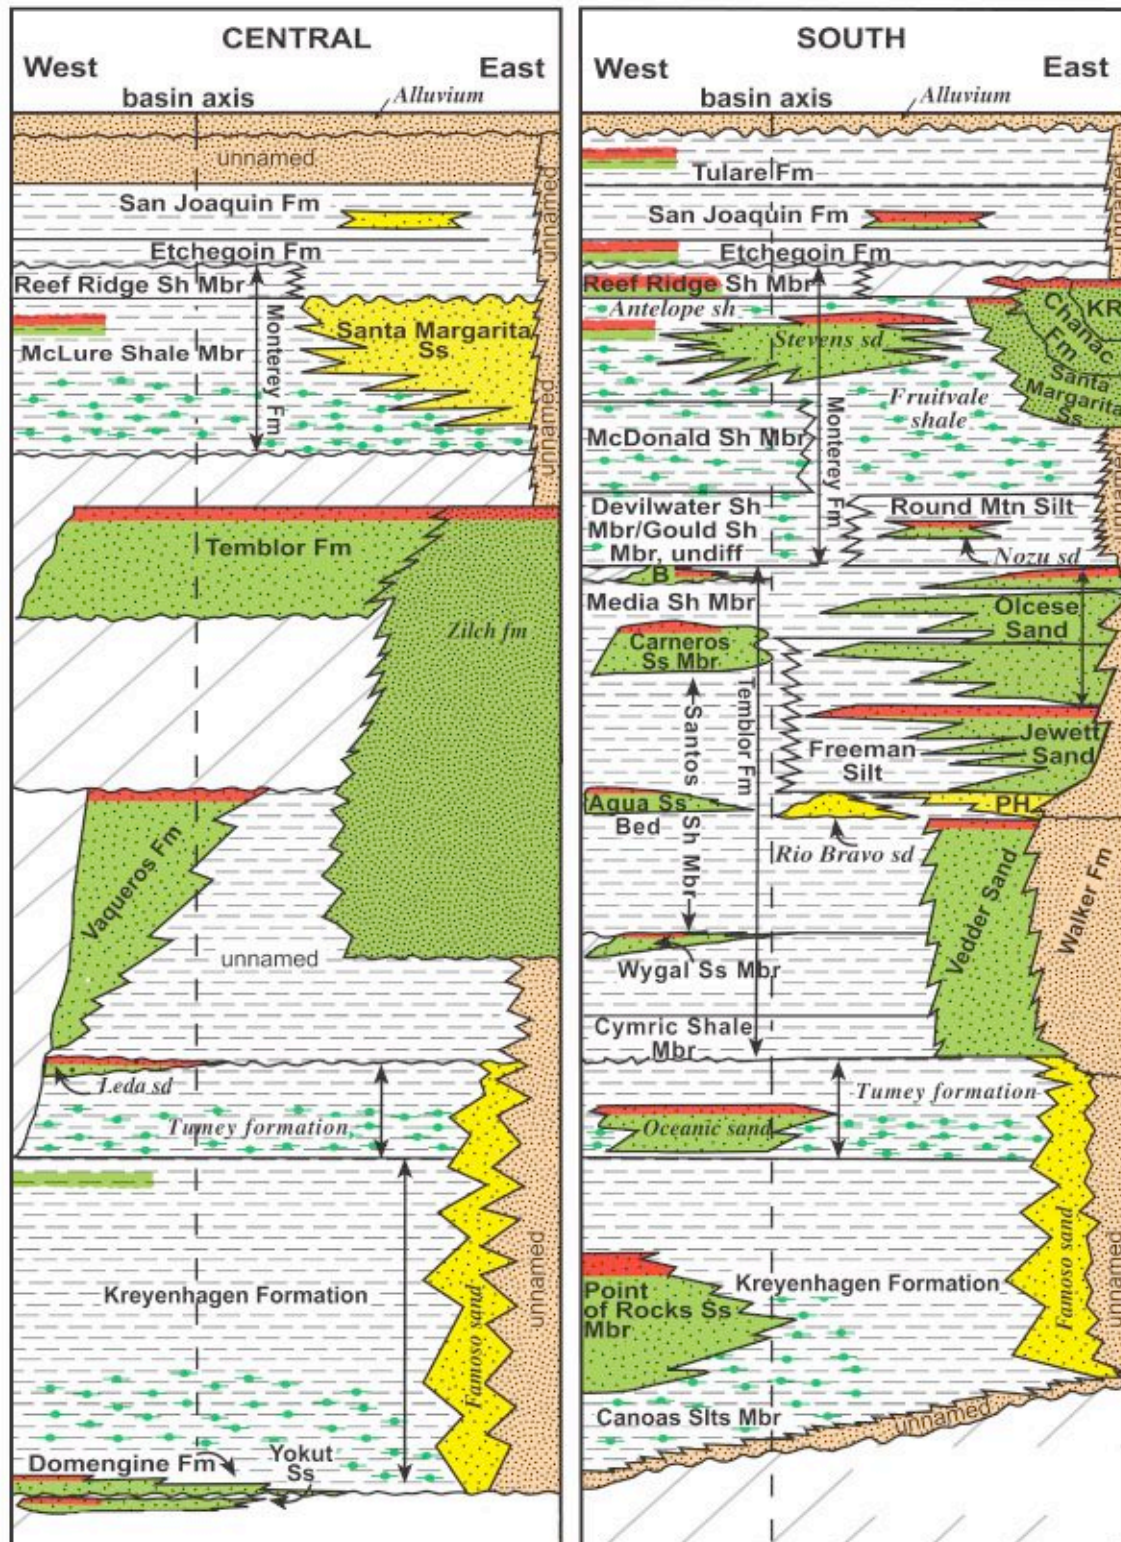 CENTRAL
West
East
basin axis
Alluvium
unnamed
San Joaquin Fm
unnamed
Etchegoin Fm
Reef Ridge Sh Mbr
Monterey Fm
Santa Margarita
Ss
McLure Shale Mbr
unnamed
Temblor Fm
Zilch fm
Vaqueros Fm
unnamed
Leda sd
Tumey formation
Kreyenhagen Formation
Famoso sand
unnamed
Domengine Fm
Yokut
Ss
SOUTH
West
East
basin axis
Alluvium
Tulare Fm
unnamed
San Joaquin Fm
Etchegoin Fm
Reef Ridge Sh Mbr
Antelope sh
KR
Chanac
Fm
Stevens sd
Santa
Margarita
Ss
Fruitvale
shale
Monterey Fm
McDonald Sh Mbr
unnamed
Devilwater Sh
Mbr/Gould Sh
Mbr, undiff
Round Mtn Silt
Nozu sd
B
Media Sh Mbr
Olcese
Sand
Carneros
Ss Mbr
Temblor Fm
Santos Sh Mbr
Freeman
Silt
Jewett
Sand
Agua Ss
Bed
PH
Rio Bravo sd
Vedder Sand
Walker Fm
Wygal Ss Mbr
Cymric Shale
Mbr
Tumey formation
Oceanic sand
Kreyenhagen Formation
Point
of Rocks Ss
Mbr
Famoso sand
unnamed
Canoas Slts Mbr
unnamed